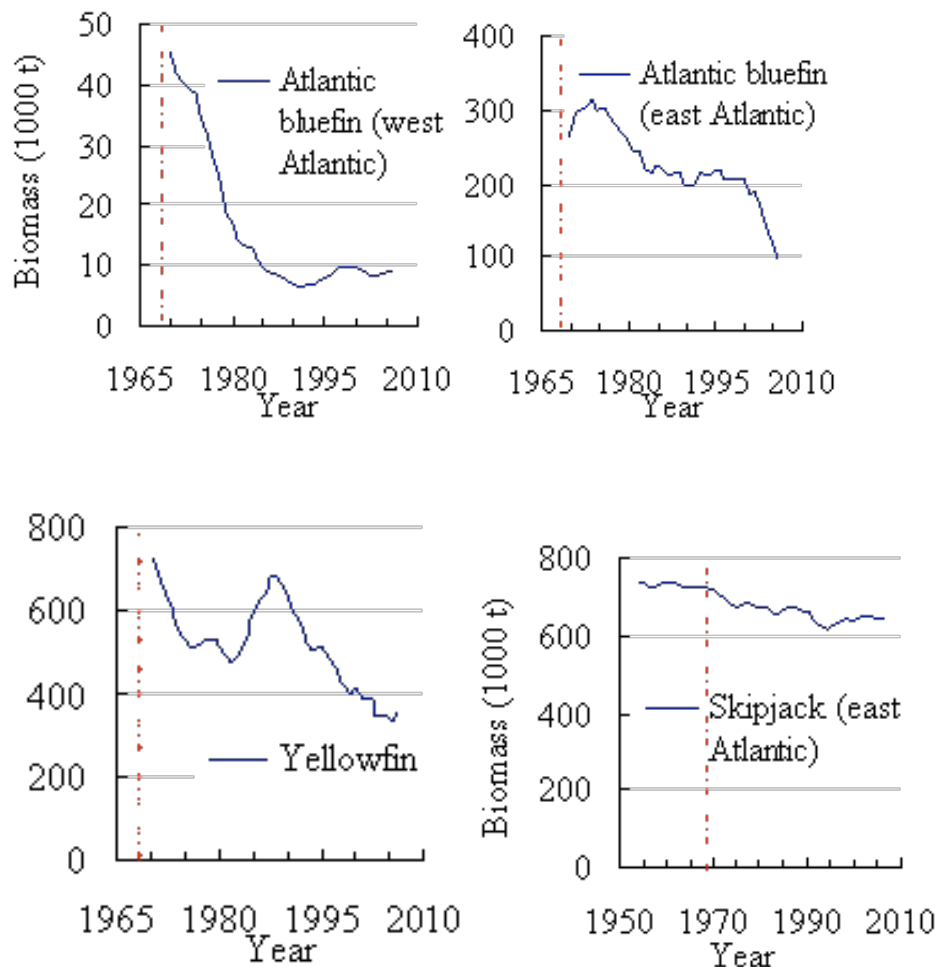 50
40
30
20
10
0
Biomass (1000 t)
Atlantic
bluefin (west
Atlantic)
1965 1980 1995 2010
Year
400
300
200
100
0
Atlantic bluefin
(east Atlantic)
1965 1980 1995 2010
Year
800
600
400
200
0
Yellowfin
1965 1980 1995 2010
Year
800
600
400
200
0
Biomass (1000 t)
Skipjack (east
Atlantic)
1950 1970 1990 2010
Year